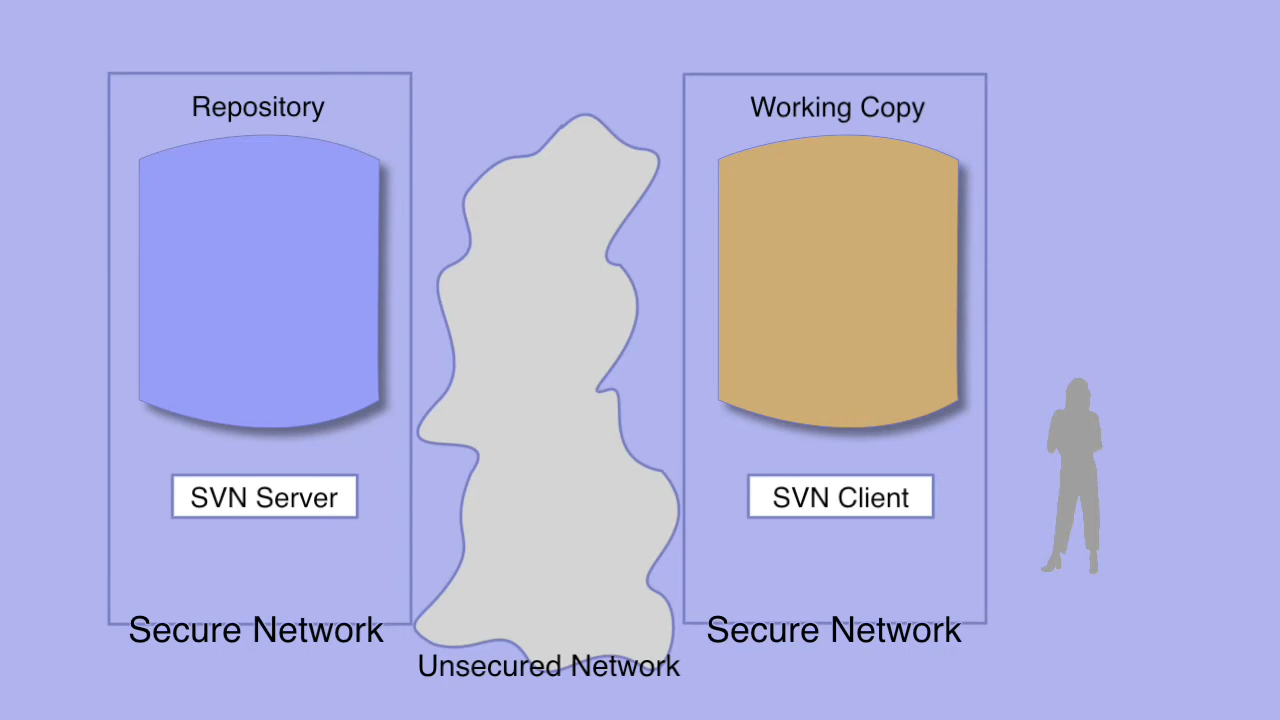 Repository
Working Copy
SVN Server
SVN Client
Secure Network
Secure Network
Unsecured Network